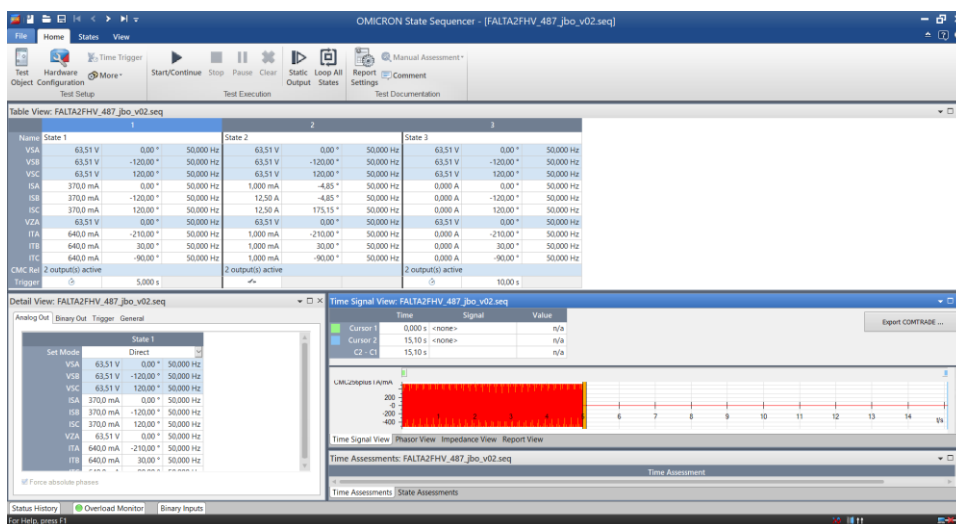 OMICRON State Sequencer - [FALTA2FHV_487_jbo_v02.seq]
File Home States View
Time Trigger Manual Assessment
Test Object Hardware Configuration More Start/Continue Stop Pause Clear Static Output Loop All States Report Settings Comment
Test Setup Test Execution Test Documentation
Table View: FALTA2FHV_487_jbo_v02.seq
1 2 3
Name State 1 State 2 State 3
VSA 63,51 V 0,00 ° 50,000 Hz 63,51 V 0,00 ° 50,000 Hz 63,51 V 0,00 ° 50,000 Hz
VSB 63,51 V -120,00 ° 50,000 Hz 63,51 V -120,00 ° 50,000 Hz 63,51 V -120,00 ° 50,000 Hz
VSC 63,51 V 120,00 ° 50,000 Hz 63,51 V 120,00 ° 50,000 Hz 63,51 V 120,00 ° 50,000 Hz
ISA 370,0 mA 0,00 ° 50,000 Hz 1,000 mA -4,85 ° 50,000 Hz 0,000 A 0,00 ° 50,000 Hz
ISB 370,0 mA -120,00 ° 50,000 Hz 12,50 A -4,85 ° 50,000 Hz 0,000 A -120,00 ° 50,000 Hz
ISC 370,0 mA 120,00 ° 50,000 Hz 12,50 A 175,15 ° 50,000 Hz 0,000 A 120,00 ° 50,000 Hz
VZA 63,51 V 0,00 ° 50,000 Hz 63,51 V 0,00 ° 50,000 Hz 63,51 V 0,00 ° 50,000 Hz
ITA 640,0 mA -210,00 ° 50,000 Hz 1,000 mA -210,00 ° 50,000 Hz 0,000 A -210,00 ° 50,000 Hz
ITB 640,0 mA 30,00 ° 50,000 Hz 1,000 mA 30,00 ° 50,000 Hz 0,000 A 30,00 ° 50,000 Hz
ITC 640,0 mA -90,00 ° 50,000 Hz 1,000 mA -90,00 ° 50,000 Hz 0,000 A -90,00 ° 50,000 Hz
CMC Rel 2 output(s) active 2 output(s) active 2 output(s) active
Trigger 5,000 s 10,00 s
Detail View: FALTA2FHV_487_jbo_v02.seq
Analog Out Binary Out Trigger General
State 1
Set Mode Direct
VSA 63,51 V 0,00 ° 50,000 Hz
VSB 63,51 V -120,00 ° 50,000 Hz
VSC 63,51 V 120,00 ° 50,000 Hz
ISA 370,0 mA 0,00 ° 50,000 Hz
ISB 370,0 mA -120,00 ° 50,000 Hz
ISC 370,0 mA 120,00 ° 50,000 Hz
VZA 63,51 V 0,00 ° 50,000 Hz
ITA 640,0 mA -210,00 ° 50,000 Hz
ITB 640,0 mA 30,00 ° 50,000 Hz
Force absolute phases
Time Signal View: FALTA2FHV_487_jbo_v02.seq
Time Signal Value
Cursor 1 0,000 s <none> n/a
Cursor 2 15,10 s <none> n/a
C2 - C1 15,10 s n/a
Export COMTRADE ...
200
-0
-200
-400
1 2 3 4 5 6 7 8 9 10 11 12 13 14 t/s
Time Signal View Phasor View Impedance View Report View
Time Assessments: FALTA2FHV_487_jbo_v02.seq
Time Assessment
Time Assessments State Assessments
Status History Overload Monitor Binary Inputs
For Help, press F1